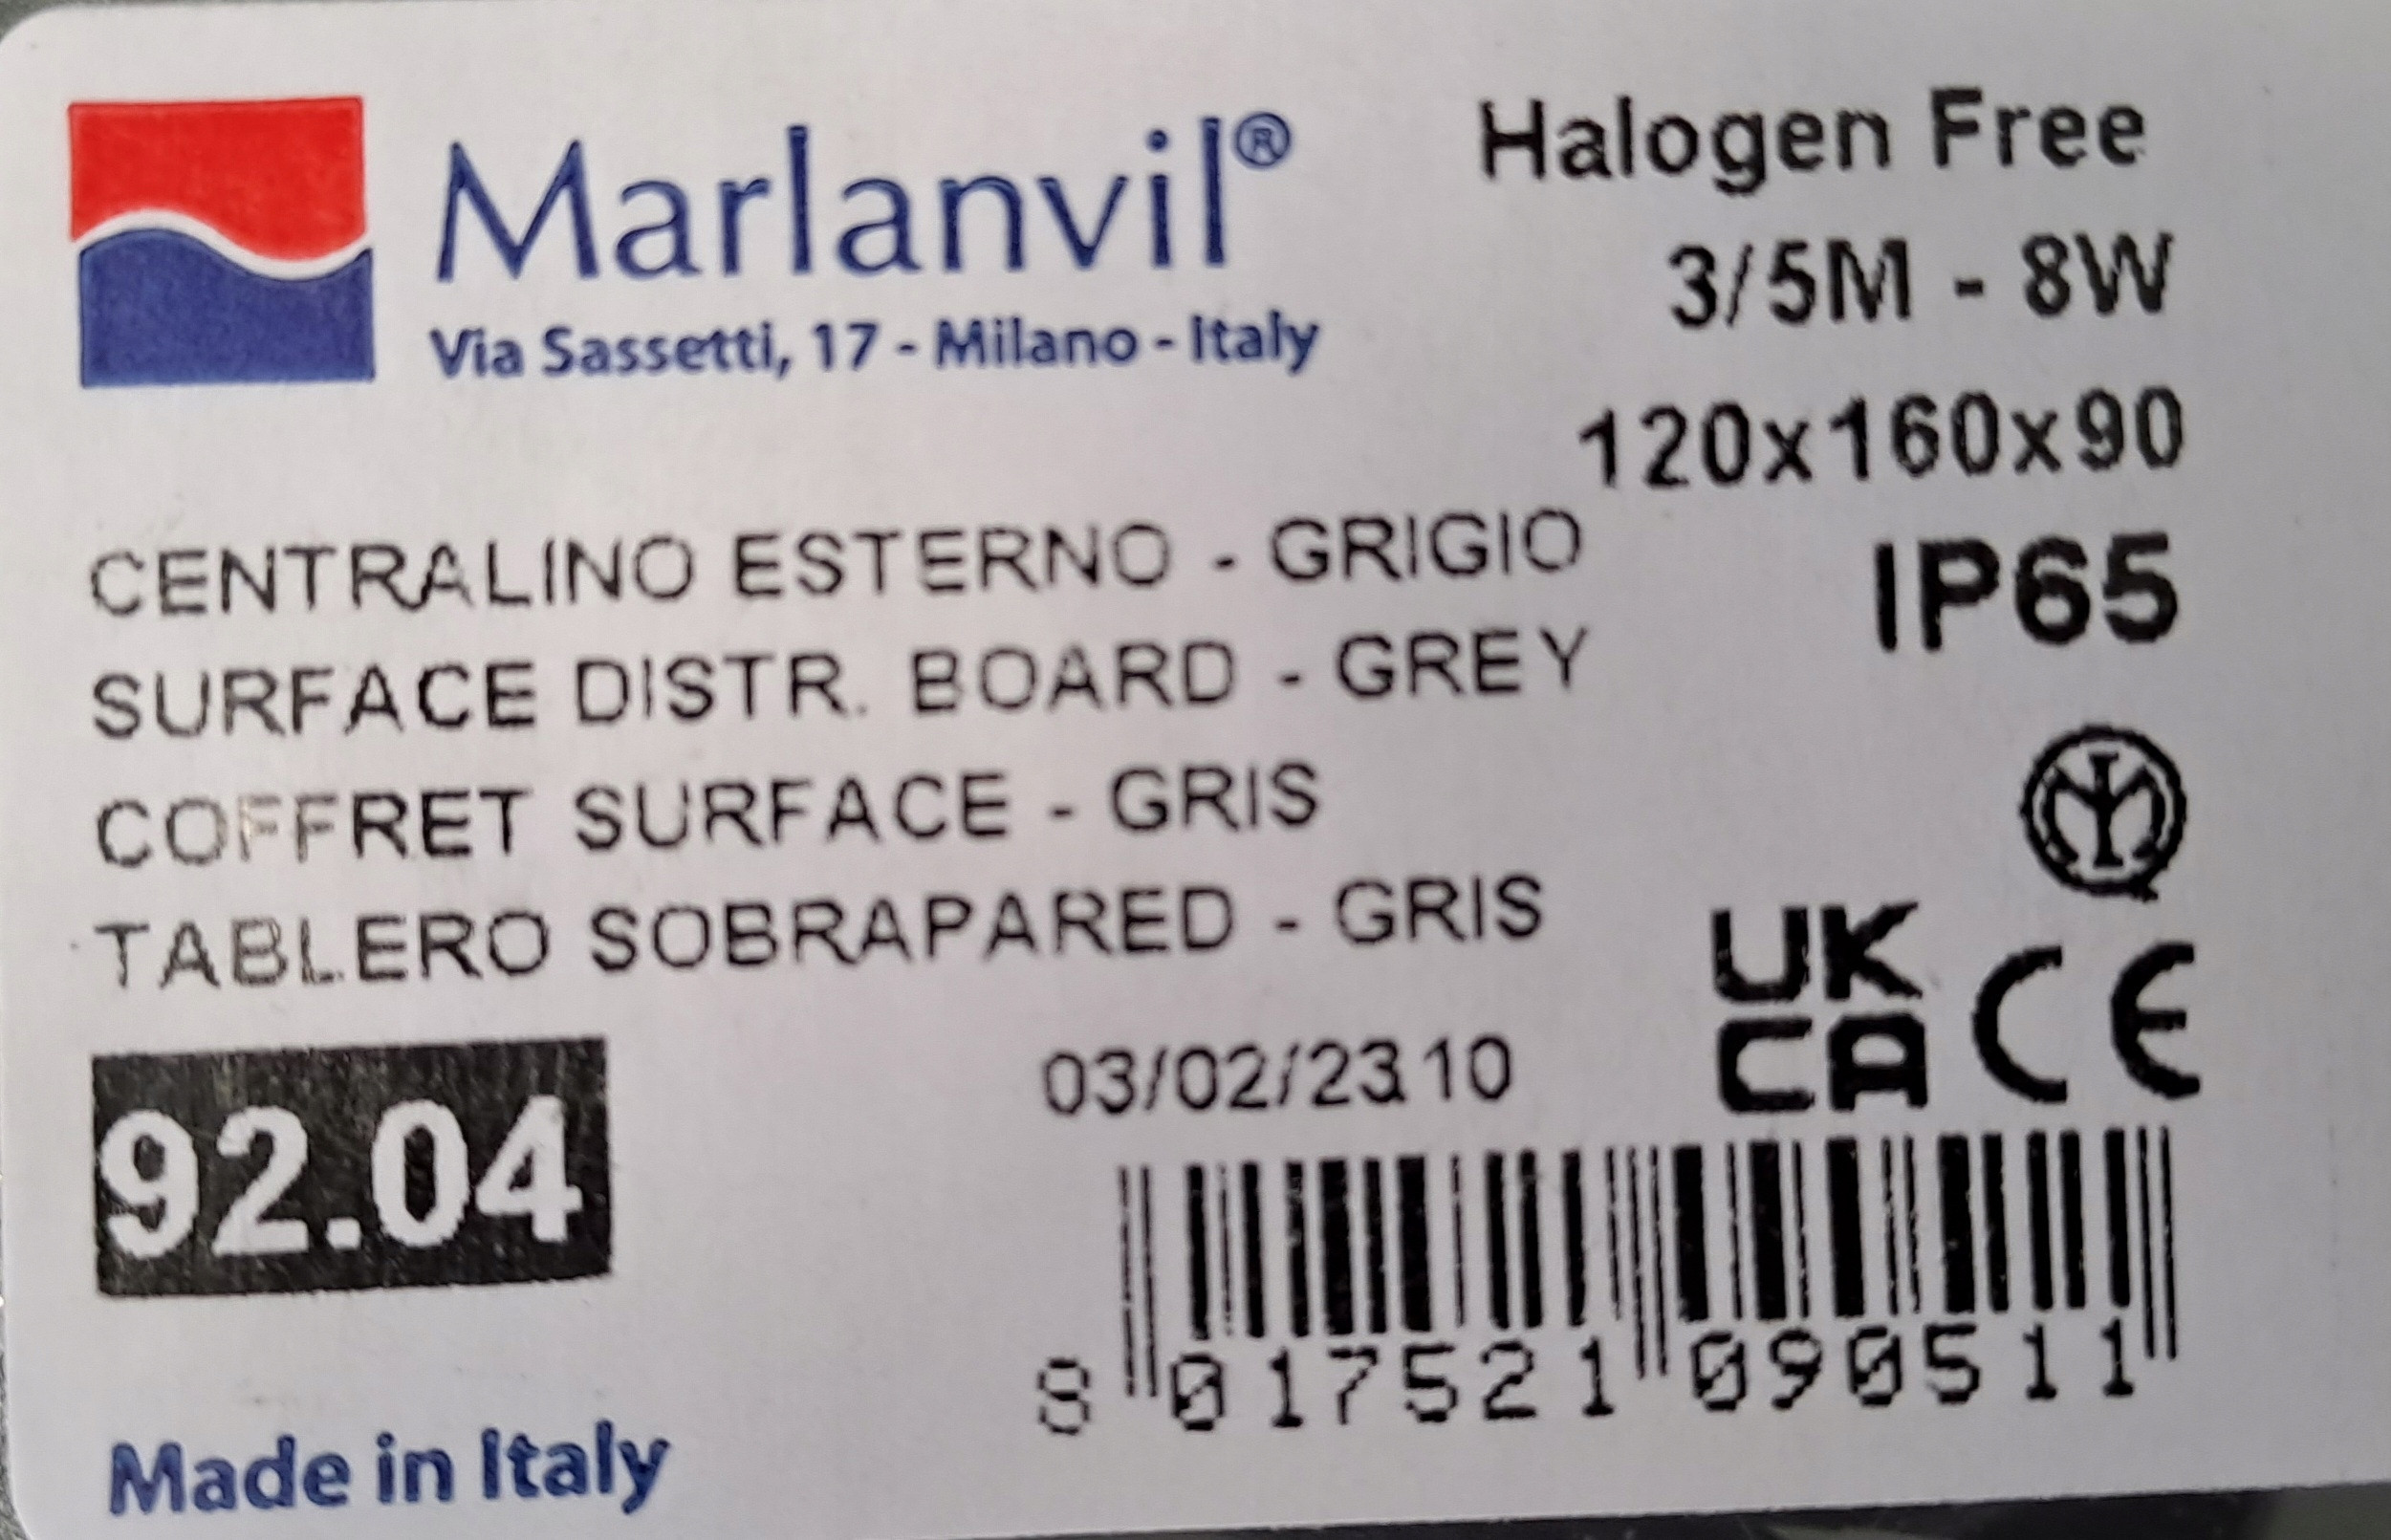 Marlanvil®
Via Sassetti, 17 - Milano - Italy
Halogen Free
3/5M - 8W
120x160x90
IP65
CENTRALINO ESTERNO - GRIGIO
SURFACE DISTR. BOARD - GREY
COFFRET SURFACE - GRIS
TABLERO SOBRAPARED - GRIS
UK
CA CE
92.04
03/02/23.10
8 017521 090511
Made in Italy